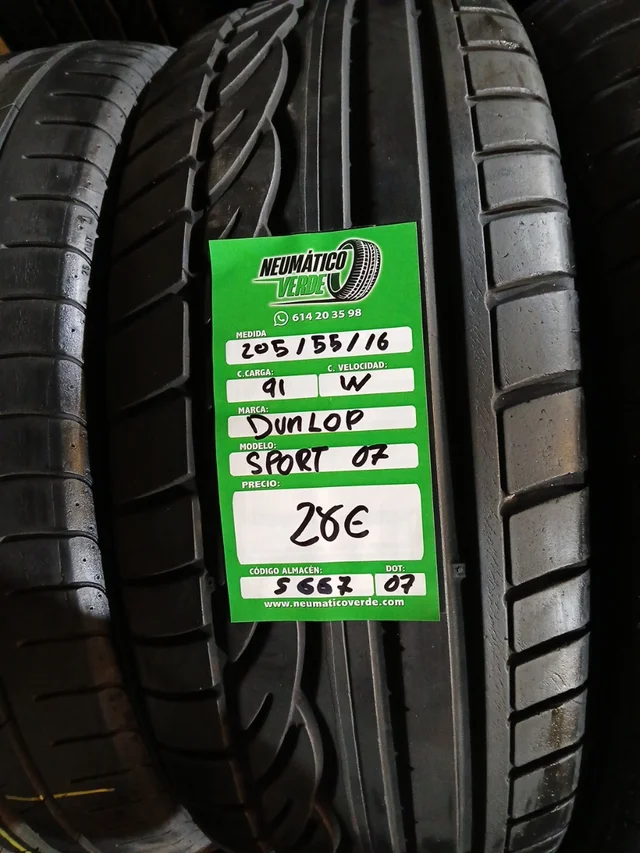 NEUMÁTICO
VERDE
614 20 35 98
MEDIDA
205/55/16
C.CARGA: C. VELOCIDAD:
91 W
MARCA:
DUNLOP
MODELO:
SPORT 07
PRECIO:
28€
CÓDIGO ALMACÉN: DOT:
S667 07
www.neumaticoverde.com